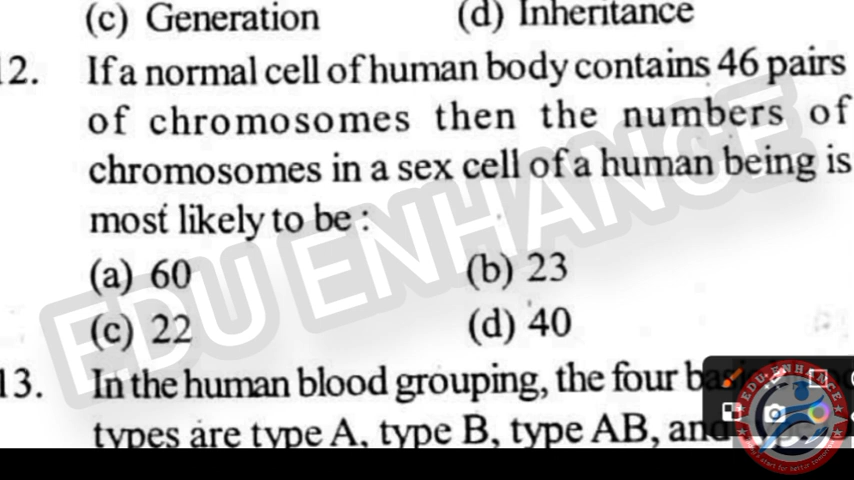 (c) Generation (d) Inheritance
12. If a normal cell of human body contains 46 pairs
of chromosomes then the numbers of
chromosomes in a sex cell of a human being is
most likely to be :
(a) 60 (b) 23
(c) 22 (d) 40
13. In the human blood grouping, the four
types are type A, type B, type AB, and
EDU ENHANCE
EDU ENHANCE